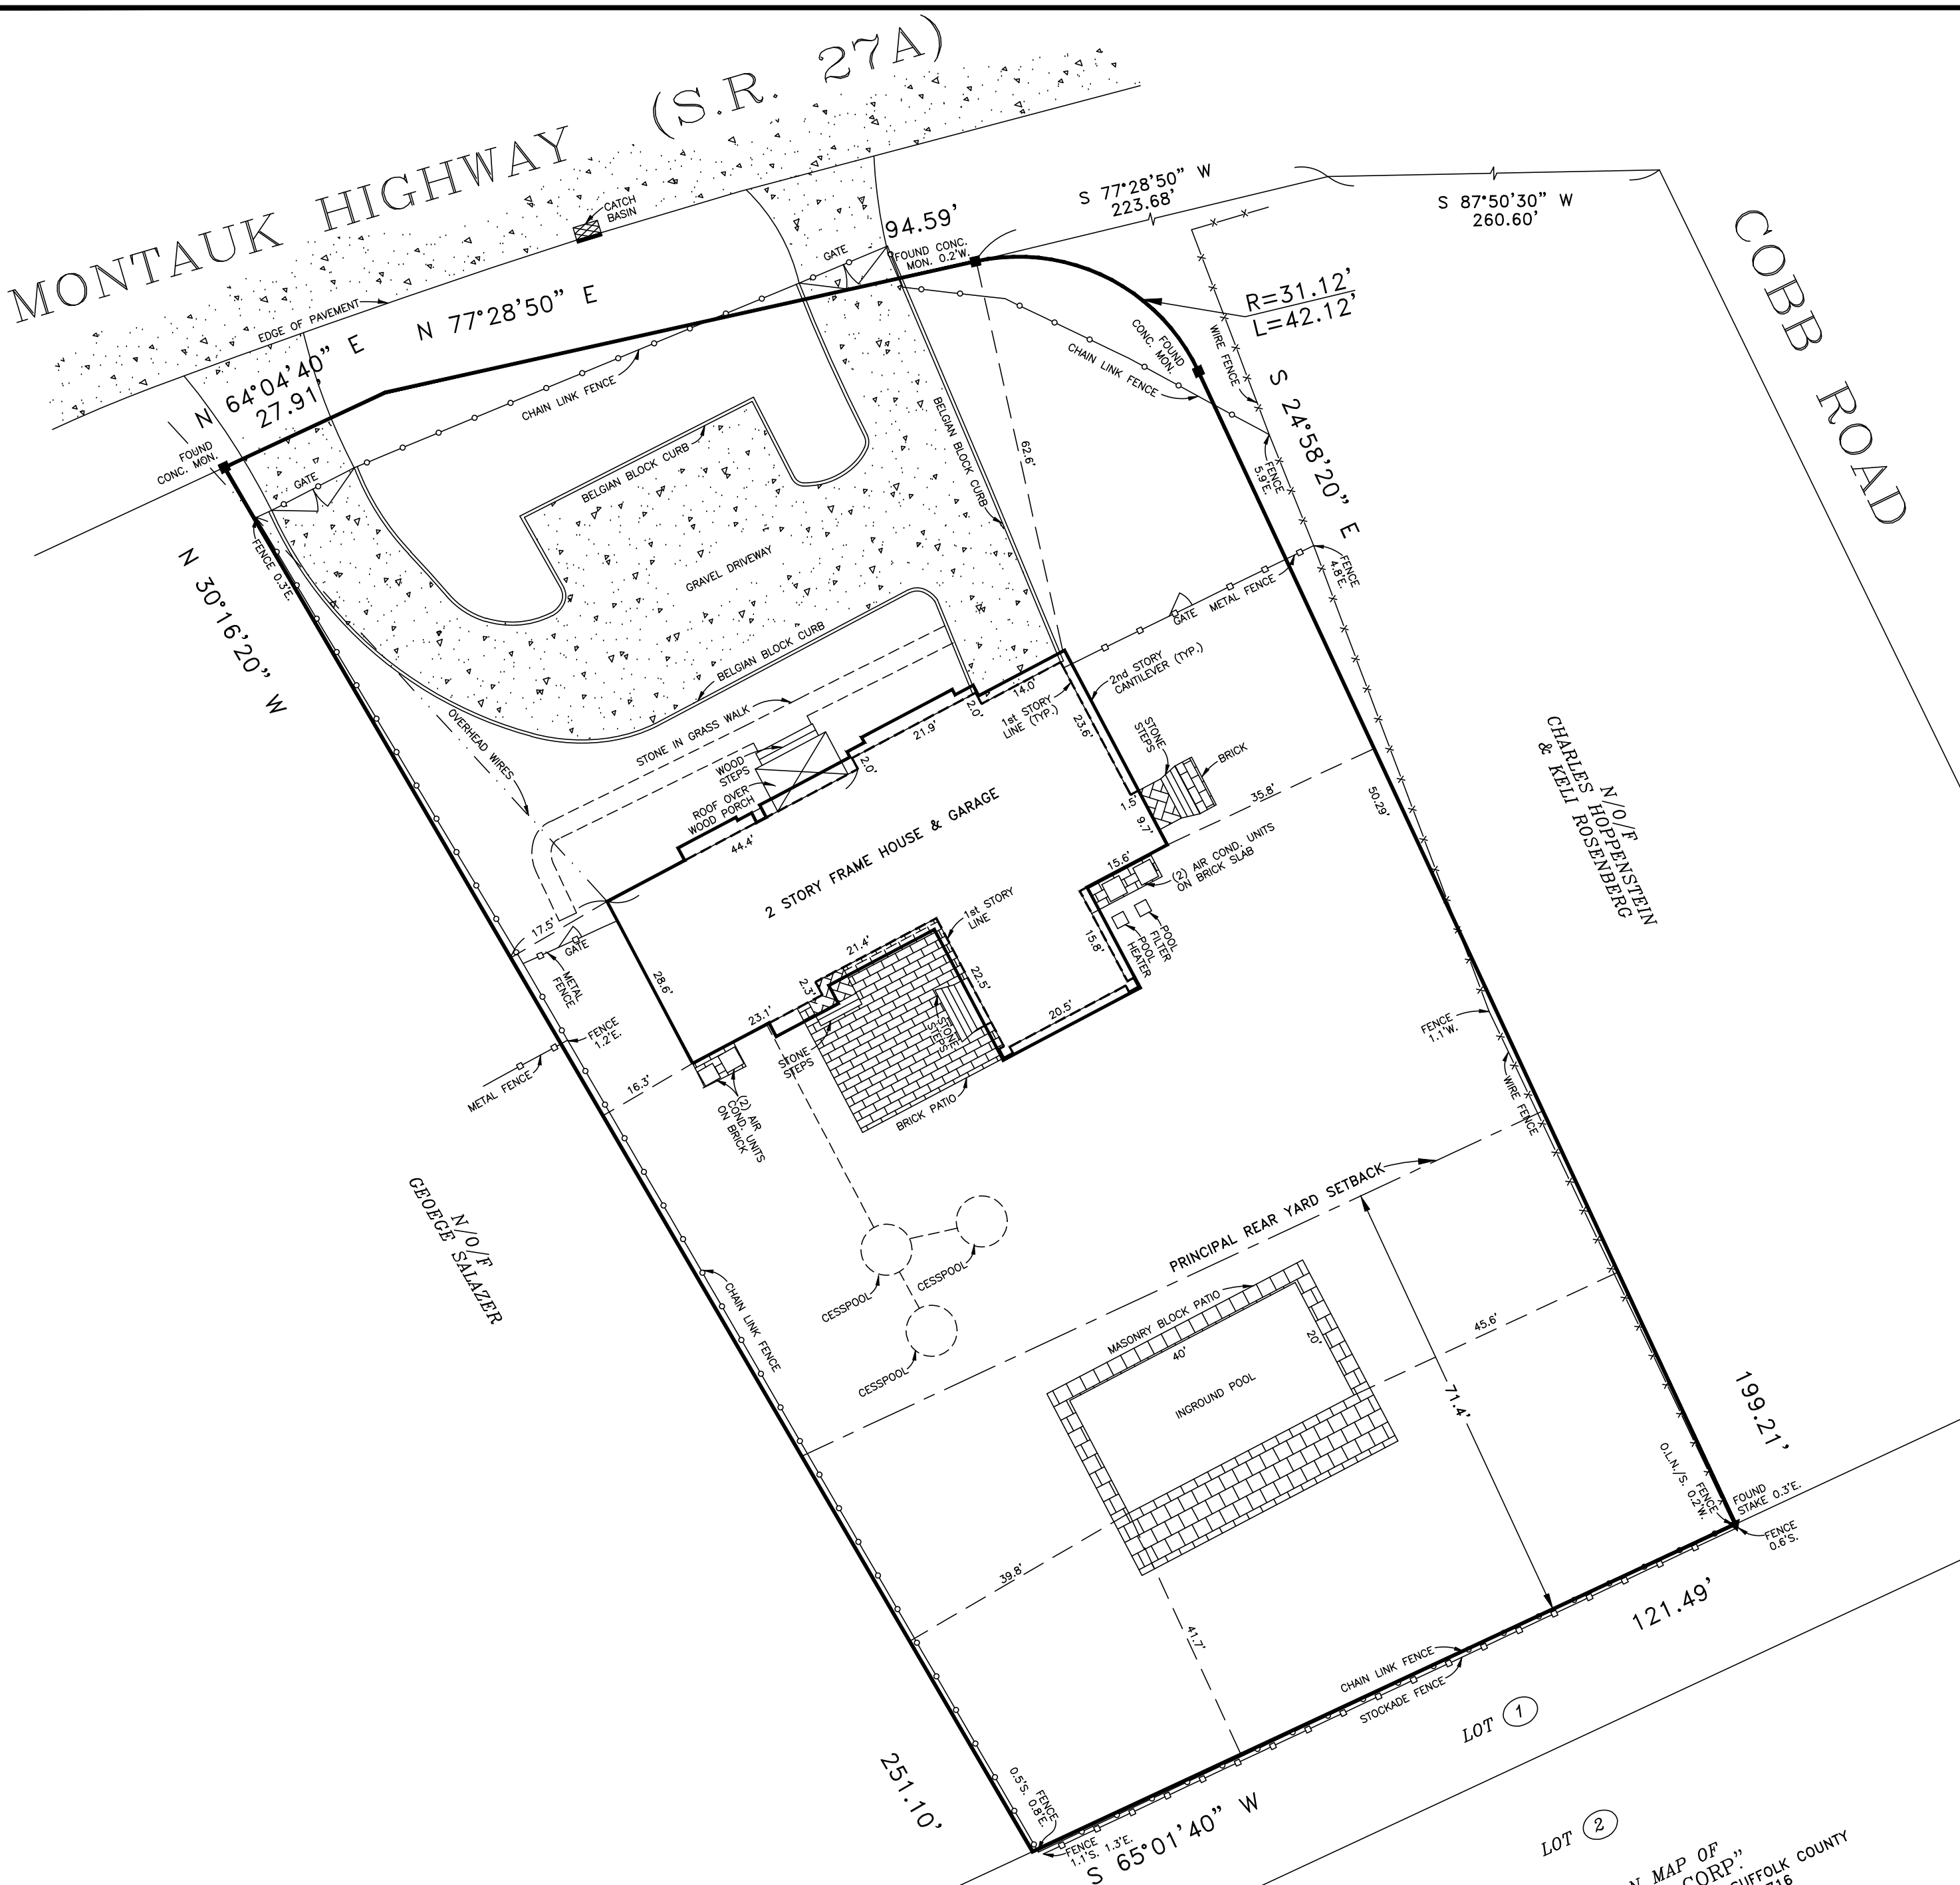 MONTAUK HIGHWAY (S.R. 27A)
CATCH
BASIN
94.59'
GATE
FOUND CONC.
MON. 0.2'W.
S 77°28'50" W
223.68'
S 87°50'30" W
260.60'
COBB ROAD
EDGE OF PAVEMENT
N 77°28'50" E
N 64°04'40" E
27.91'
R=31.12'
L=42.12'
FOUND
CONC. MON.
WIRE FENCE
CHAIN LINK FENCE
CHAIN LINK FENCE
S 24°58'20" E
FOUND
CONC. MON.
GATE
BELGIAN BLOCK CURB
BELGIAN BLOCK CURB
62.6'
FENCE
5.9'E.
FENCE 0.3'E.
N 30°16'20" W
GRAVEL DRIVEWAY
FENCE
4.8'E.
METAL FENCE
GATE
BELGIAN BLOCK CURB
2nd STORY
CANTILEVER (TYP.)
14.0'
2.0'
1st STORY
LINE (TYP.)
23.6'
STONE IN GRASS WALK
OVERHEAD WIRES
21.9'
2.0'
WOOD
STEPS
ROOF OVER
WOOD PORCH
STONE
STEPS
BRICK
CHARLES HOPPENSTEIN
& KELI ROSENBERG
N/O/F
44.4'
2 STORY FRAME HOUSE & GARAGE
1.5'
9.7'
35.8'
50.29'
15.6'
(2) AIR COND. UNITS
ON BRICK SLAB
POOL
FILTER
POOL
HEATER
15.8'
1st STORY
LINE
17.5'
GATE
METAL
FENCE
28.6'
21.4'
2.3'
22.5'
23.1'
20.5'
STONE
STEPS
STONE
STEPS
FENCE
1.2'E.
FENCE
1.1'W.
METAL FENCE
16.3'
(2) AIR
COND. UNITS
ON BRICK
BRICK PATIO
WIRE FENCE
N/O/F
GEOEGE SALAZER
PRINCIPAL REAR YARD SETBACK
CESSPOOL
CESSPOOL
CESSPOOL
CHAIN LINK FENCE
MASONRY BLOCK PATIO
40'
20'
INGROUND POOL
45.6'
71.4'
199.21'
FENCE
O.L.N./S. 0.2'W.
FOUND
STAKE 0.3'E.
FENCE
0.6'S.
39.8'
41.7'
121.49'
CHAIN LINK FENCE
STOCKADE FENCE
LOT 1
251.10'
FENCE
0.5'S. 0.8'E.
FENCE
1.1'S. 1.3'E.
S 65°01'40" W
LOT 2
MAP OF
CORP."
SUFFOLK COUNTY